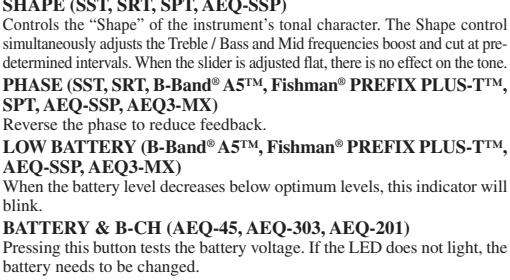 SHAPE (SST, SRT, SPT, AEQ-SSP)
Controls the “Shape” of the instrument’s tonal character. The Shape control
simultaneously adjusts the Treble / Bass and Mid frequencies boost and cut at pre-
determined intervals. When the slider is adjusted flat, there is no effect on the tone.
PHASE (SST, SRT, B-Band® A5™, Fishman® PREFIX PLUS-T™,
SPT, AEQ-SSP, AEQ3-MX)
Reverse the phase to reduce feedback.
LOW BATTERY (B-Band® A5™, Fishman® PREFIX PLUS-T™,
AEQ-SSP, AEQ3-MX)
When the battery level decreases below optimum levels, this indicator will
blink.
BATTERY & B-CH (AEQ-45, AEQ-303, AEQ-201)
Pressing this button tests the battery voltage. If the LED does not light, the
battery needs to be changed.